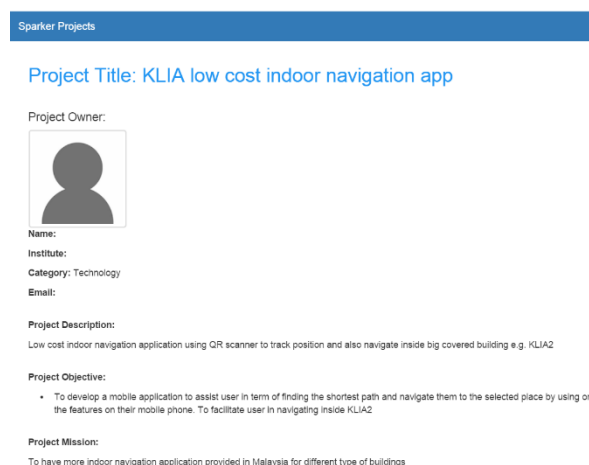 Sparker Projects
Project Title: KLIA low cost indoor navigation app
Project Owner:
Name:
Institute:
Category: Technology
Email:
Project Description:
Low cost indoor navigation application using QR scanner to track position and also navigate inside big covered building e.g. KLIA2
Project Objective:
• To develop a mobile application to assist user in term of finding the shortest path and navigate them to the selected place by using
the features on their mobile phone. To facilitate user in navigating inside KLIA2
Project Mission:
To have more indoor navigation application provided in Malaysia for different type of buildings